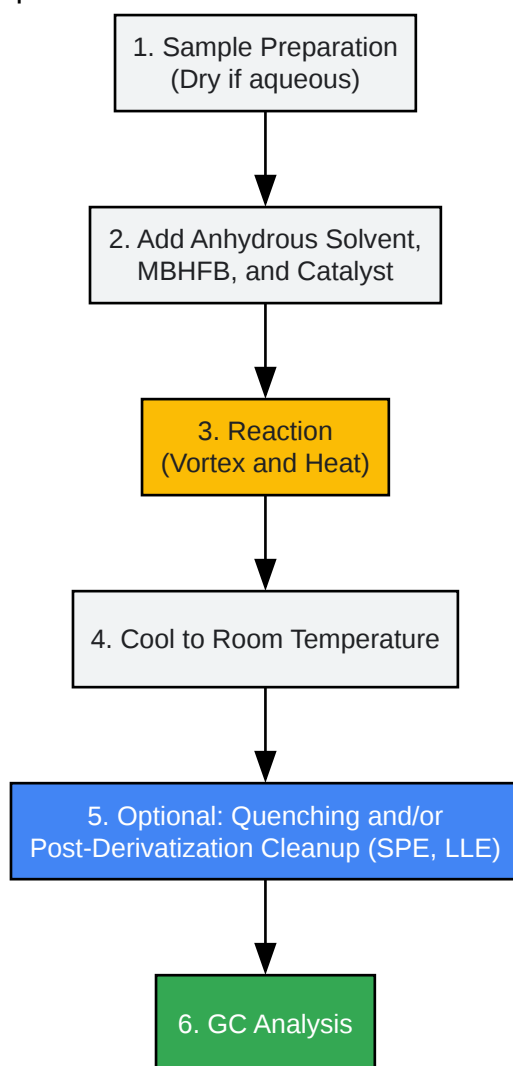 1. Sample Preparation
(Dry if aqueous)
2. Add Anhydrous Solvent,
MBHFB, and Catalyst
3. Reaction
(Vortex and Heat)
4. Cool to Room Temperature
5. Optional: Quenching and/or
Post-Derivatization Cleanup (SPE, LLE)
6. GC Analysis